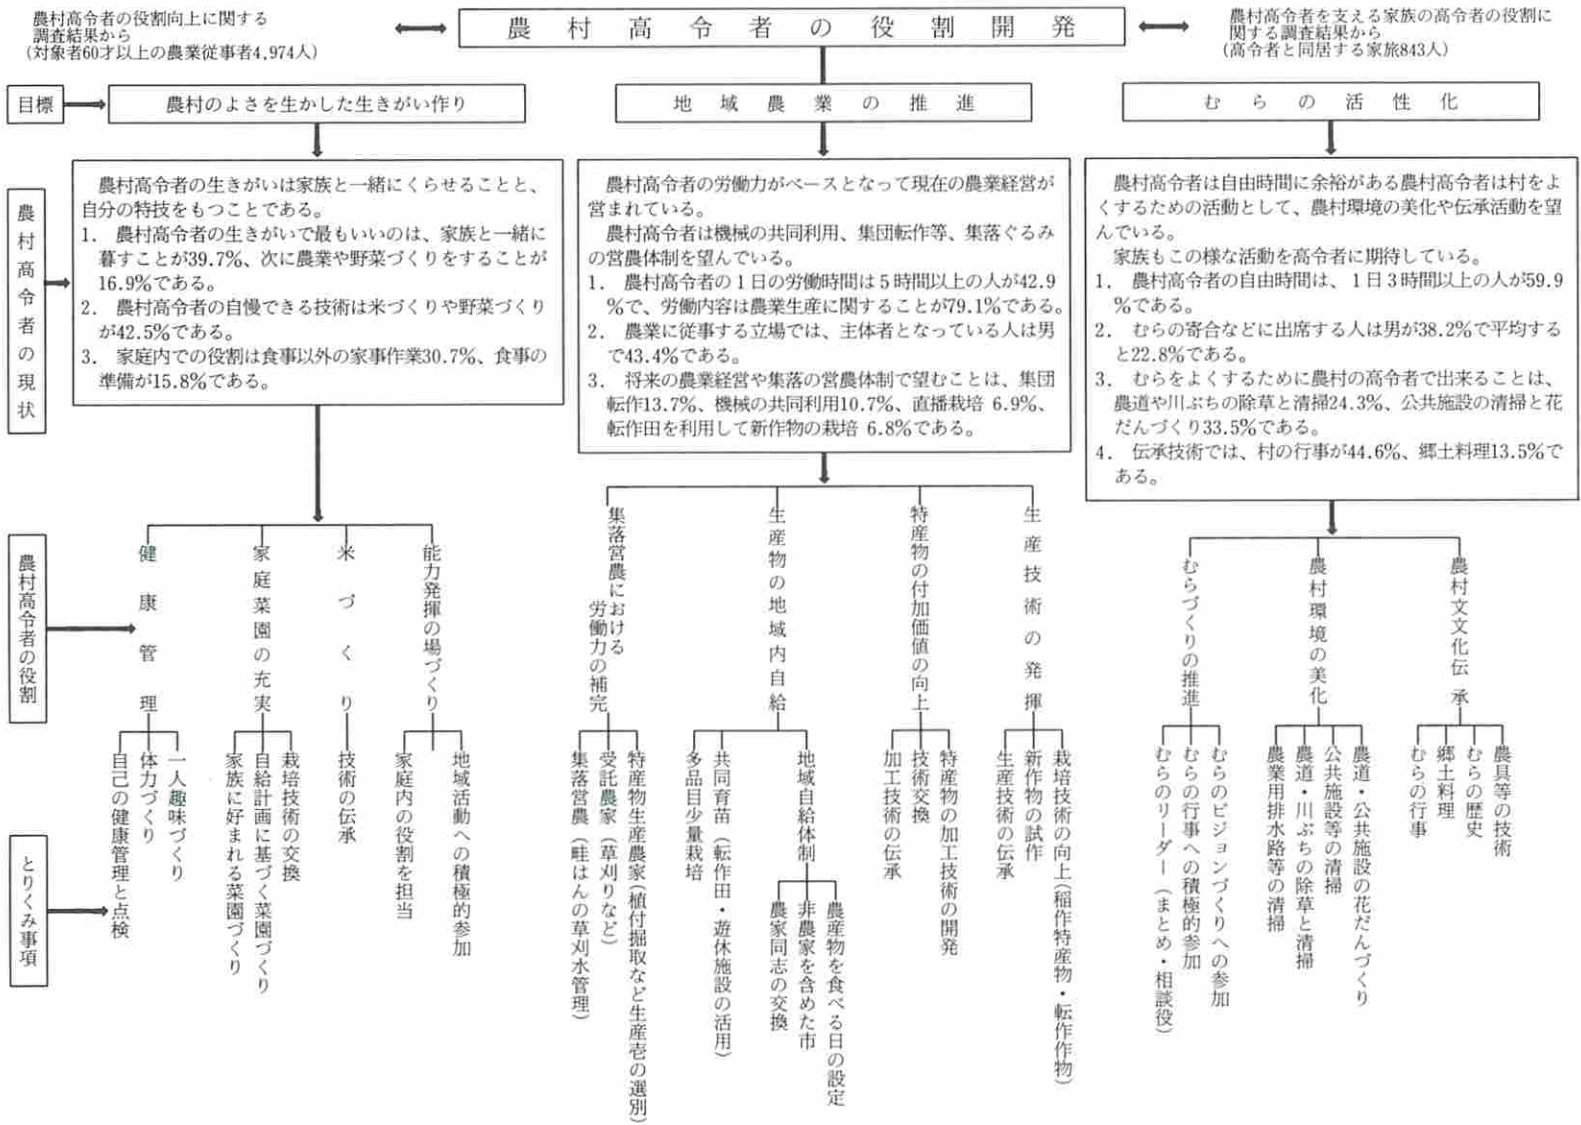 農村高令者の役割向上に関する
調査結果から
(対象者60才以上の農業従事者4,974人)
農村高令者の役割開発
農村高令者を支える家族の高令者の役割に
関する調査結果から
(高令者と同居する家旅843人)
目標
農村のよさを生かした生きがい作り
地域農業の推進
むらの活性化
農村高令者の現状
農村高令者の生きがいは家族と一緒にくらせることと、
自分の特技をもつことである。
1. 農村高令者の生きがいで最もいいのは、家族と一緒に
暮すことが39.7%、次に農業や野菜づくりをすることが
16.9%である。
2. 農村高令者の自慢できる技術は米づくりや野菜づくり
が42.5%である。
3. 家庭内での役割は食事以外の家事作業30.7%、食事の
準備が15.8%である。
農村高令者の労働力がベースとなって現在の農業経営が
営まれている。
農村高令者は機械の共同利用、集団転作等、集落ぐるみ
の営農体制を望んでいる。
1. 農村高令者の1日の労働時間は5時間以上の人が42.9
%で、労働内容は農業生産に関することが79.1%である。
2. 農業に従事する立場では、主体者となっている人は男
で43.4%である。
3. 将来の農業経営や集落の営農体制で望むことは、集団
転作13.7%、機械の共同利用10.7%、直播栽培 6.9%、
転作田を利用して新作物の栽培 6.8%である。
農村高令者は自由時間に余裕がある農村高令者は村をよ
くするための活動として、農村環境の美化や伝承活動を望
んでいる。
家族もこの様な活動を高令者に期待している。
1. 農村高令者の自由時間は、1日3時間以上の人が59.9
%である。
2. むらの寄合などに出席する人は男が38.2%で平均する
と22.8%である。
3. むらをよくするために農村の高令者で出来ることは、
農道や川ぶちの除草と清掃24.3%、公共施設の清掃と花
だんづくり33.5%である。
4. 伝承技術では、村の行事が44.6%、郷土料理13.5%で
ある。
農村高令者の役割
健康管理
家庭菜園の充実
米づくり
能力発揮の場づくり
集落営農における
労働力の補完
生産物の地域内自給
特産物の付加価値の向上
生産技術の発揮
むらづくりの推進
農村環境の美化
農村文文化伝承
とりくみ事項
自己の健康管理と点検
体力づくり
一人趣味づくり
家族に好まれる菜園づくり
自給計画に基づく菜園づくり
栽培技術の交換
技術の伝承
家庭内の役割を担当
地域活動への積極的参加
集落営農(畦はんの草刈水管理)
受託農家(草刈りなど)
特産物生産農家(植付掘取など生産壱の選別)
多品目少量栽培
共同育苗(転作田・遊休施設の活用)
地域自給体制
農家同志の交換
非農家を含めた市
農産物を食べる日の設定
加工技術の伝承
技術交換
特産物の加工技術の開発
生産技術の伝承
新作物の試作
栽培技術の向上(稲作特産物・転作作物)
むらのリーダー(まとめ・相談役)
むらの行事への積極的参加
むらのビジョンづくりへの参加
農業用排水路等の清掃
農道・川ぶちの除草と清掃
公共施設等の清掃
農道・公共施設の花だんづくり
むらの行事
郷土料理
むらの歴史
農具等の技術